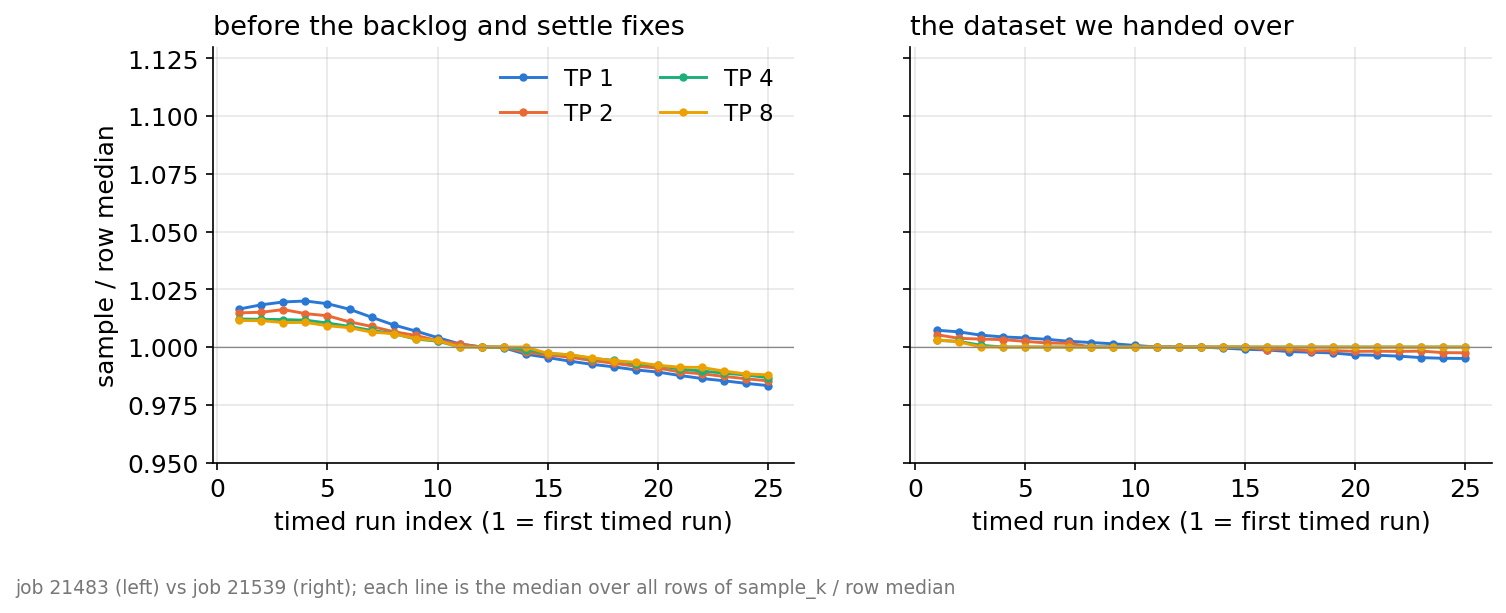 before the backlog and settle fixes
the dataset we handed over
sample / row median
1.125
1.100
1.075
1.050
1.025
1.000
0.975
0.950
TP 1
TP 2
TP 4
TP 8
0 5 10 15 20 25
0 5 10 15 20 25
timed run index (1 = first timed run)
timed run index (1 = first timed run)
job 21483 (left) vs job 21539 (right); each line is the median over all rows of sample_k / row median